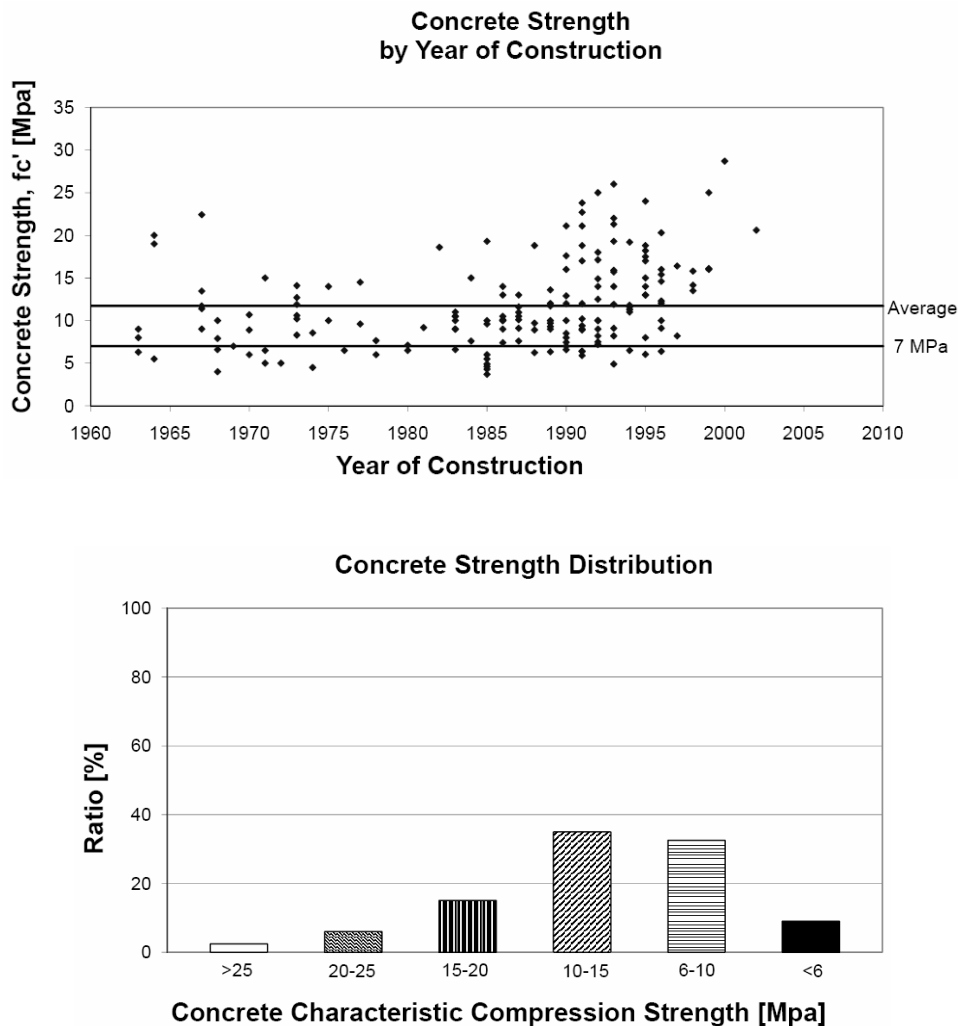 Concrete Strength
by Year of Construction
Concrete Strength, fc' [Mpa]
35
30
25
20
15
10
5
0
Average
7 MPa
1960 1965 1970 1975 1980 1985 1990 1995 2000 2005 2010
Year of Construction
Concrete Strength Distribution
Ratio [%]
100
80
60
40
20
0
>25 20-25 15-20 10-15 6-10 <6
Concrete Characteristic Compression Strength [Mpa]